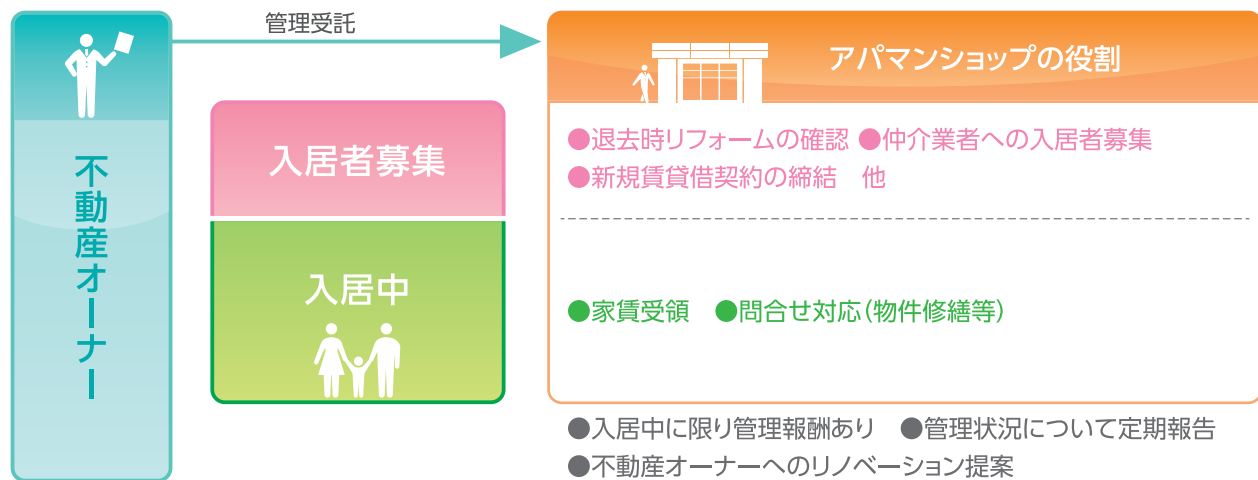 管理受託
不動産オーナー
入居者募集
入居中
アパマンショップの役割
●退去時リフォームの確認 ●仲介業者への入居者募集
●新規賃貸借契約の締結　他
●家賃受領　●問合せ対応(物件修繕等)
●入居中に限り管理報酬あり　●管理状況について定期報告
●不動産オーナーへのリノベーション提案